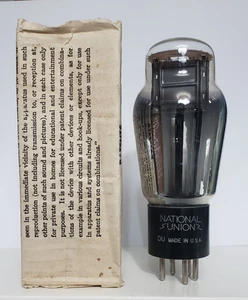 seen in the immediate vicinity of the apparatus used in such
reproduction (not including transmission to, or reception at,
other points of such sound and pictures), and in each case only
for private use in homes for educational and entertainment
purposes. It is not licensed under patent claims on combina-
tions of the device with other devices or elements, as for
example in various circuits and hook-ups, except only for use
in apparatus and systems already licensed for use under such
patent claims on combinations."
NATIONAL
UNION
DU MADE IN U.S.A.